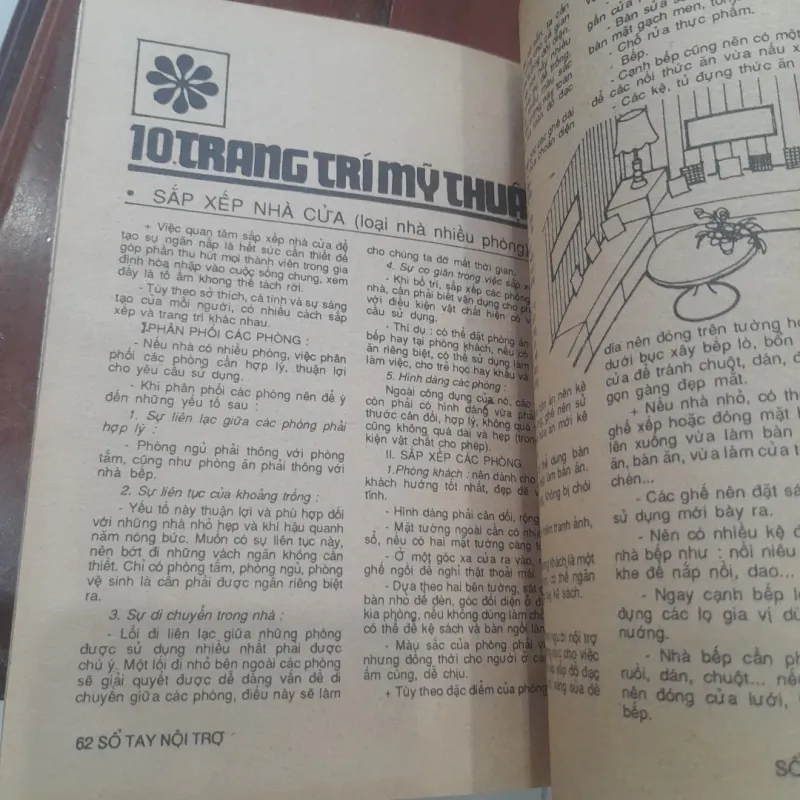 10. TRANG TRÍ MỸ THUẬ
• SẮP XẾP NHÀ CỬA (loại nhà nhiều phòng)
+ Việc quan tâm sắp xếp nhà cửa để
tạo sự ngăn nắp là hết sức cần thiết để
góp phần thu hút mọi thành viên trong gia
đình hòa nhập vào cuộc sống chung, xem
đây là tổ ấm không thể tách rời.
- Tùy theo sở thích, cá tính và sự sáng
tạo của mỗi người, có nhiều cách sắp
xếp và trang trí khác nhau.
I. PHÂN PHỐI CÁC PHÒNG :
- Nếu nhà có nhiều phòng, việc phân
phối các phòng cần hợp lý, thuận lợi
cho yêu cầu sử dụng.
- Khi phân phối các phòng nên để ý
đến những yếu tố sau :
1. Sự liên lạc giữa các phòng phải
hợp lý :
- Phòng ngủ phải thông với phòng
tắm, cũng như phòng ăn phải thông với
nhà bếp.
2. Sự liên tục của khoảng trống :
- Yếu tố này thuận lợi và phù hợp đối
với những nhà nhỏ hẹp và khí hậu quanh
năm nóng bức. Muốn có sự liên tục này,
nên bớt đi những vách ngăn không cần
thiết. Chỉ có phòng tắm, phòng ngủ, phòng
vệ sinh là cần phải được ngăn riêng biệt
ra.
3. Sự di chuyển trong nhà :
- Lối đi liên lạc giữa những phòng
được sử dụng nhiều nhất phải được
chú ý. Một lối đi nhỏ bên ngoài các phòng
sẽ giải quyết được dễ dàng vấn đề di
chuyển giữa các phòng, điều này sẽ làm
62 SỔ TAY NỘI TRỢ
cho chúng ta đỡ mất thời gian.
4. Sự co giãn trong việc sắp x
- Khi bố trí, sắp xếp các phòng
nhà, cần phải biết vận dụng cho ph
với điều kiện vật chất hiện có v
cầu sử dụng.
- Thí dụ : có thể đặt phòng ăn
bếp hay tại phòng khách, nếu có
ăn riêng biệt, có thể sử dụng làm
làm việc, cho trẻ học hay khâu và
5. Hình dáng các phòng :
Ngoài công dụng của nó, các
còn phải có hình dáng vừa phả
thước cân đối, hợp lý, không quá
cũng không quá dài và hẹp (tron
kiện vật chất cho phép).
II. SẮP XẾP CÁC PHÒNG
1. Phòng khách : nên dành cho
khách hướng tốt nhất, đẹp đẽ v
tĩnh.
- Hình dáng phải cân đối, rộng
- Mặt tường ngoài cần có nhiề
sổ, nếu có hai mặt tường càng t
- Ở một góc xa của ra vào,
ghế ngồi để nghỉ thật thoải má
- Dựa theo hai bên tường, sát
bàn nhỏ để đèn, góc đối diện ở
kia phòng, nếu không dùng làm ch
có thể để kệ sách và bàn ngồi làn
- Màu sắc của phòng phải v
nhưng đồng thời cho người ở cả
ấm cúng, dễ chịu.
+ Tùy theo đặc điểm của phòng
gắn của
- Bàn sửa s
bàn mặt gạch men,
- Chỗ rửa thực phẩm.
- Bếp.
- Cạnh bếp cũng nên có một
để các nồi thức ăn vừa nấu x
- Các kệ, tủ đựng thức ăn
dĩa nên đóng trên tường
dưới bục xây bếp lò, bồn
cửa để tránh chuột, dán, đ
gọn gàng đẹp mắt.
+ Nếu nhà nhỏ, có th
ghế xếp hoặc đóng mặt
lên xuống vừa làm bàn
ăn, bàn ăn, vừa làm của t
chén...
- Các ghế nên đặt sá
sử dụng mới bày ra.
- Nên có nhiều kệ đ
nhà bếp như : nồi niêu
khe để nắp nồi, dao...
- Ngay cạnh bếp l
dựng các lọ gia vị dù
nướng.
- Nhà bếp cần ph
ruồi, dán, chuột... nế
nên đóng cửa lưới,
bếp.
SỔ